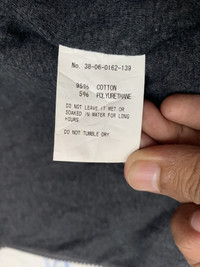 No. 38-06-0162-139
95% COTTON
5% POLYURETHANE
DO NOT LEAVE IT WET OR
SOAKED IN WATER FOR LONG
HOURS.
DO NOT TUMBLE DRY